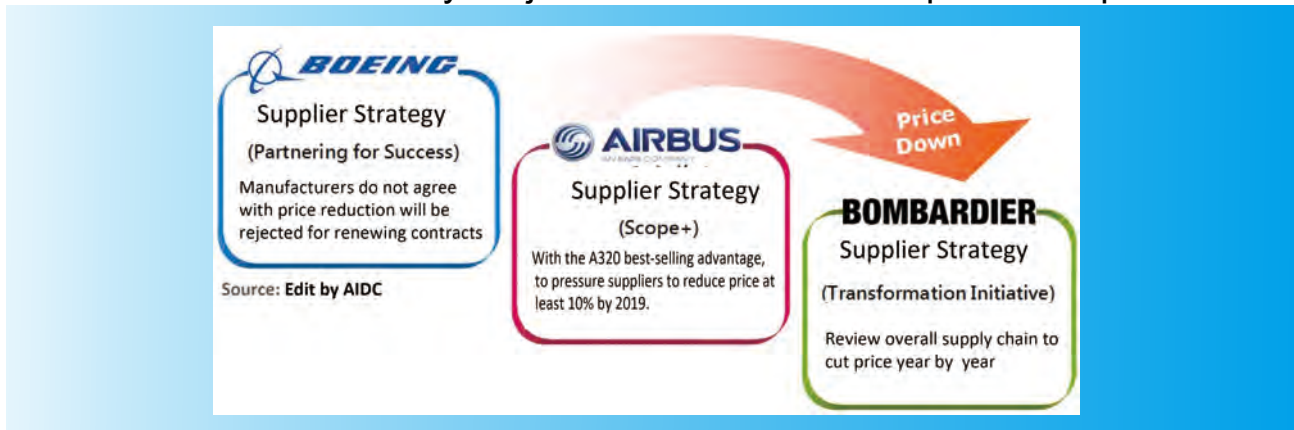 BOEING
Supplier Strategy
(Partnering for Success)
Manufacturers do not agree
with price reduction will be
rejected for renewing contracts
Source: Edit by AIDC
AIRBUS
Supplier Strategy
(Scope+)
With the A320 best-selling advantage,
to pressure suppliers to reduce price at
least 10% by 2019.
Price
Down
BOMBARDIER
Supplier Strategy
(Transformation Initiative)
Review overall supply chain to
cut price year by year